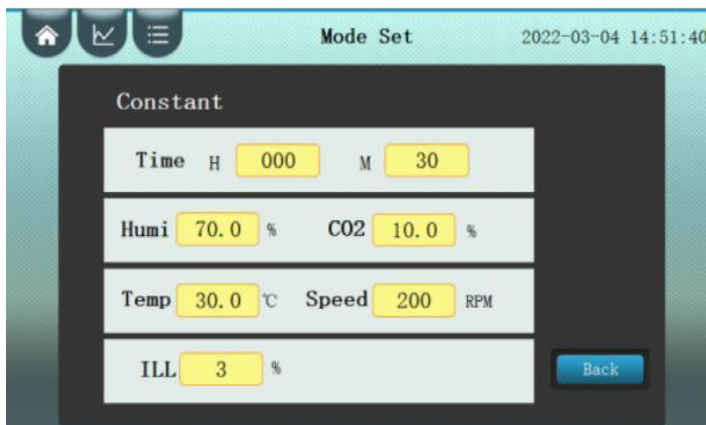 Mode Set 2022-03-04 14:51:40
Constant
Time H 000 M 30
Humi 70.0 % CO2 10.0 %
Temp 30.0 ℃ Speed 200 RPM
ILL 3 %
Back